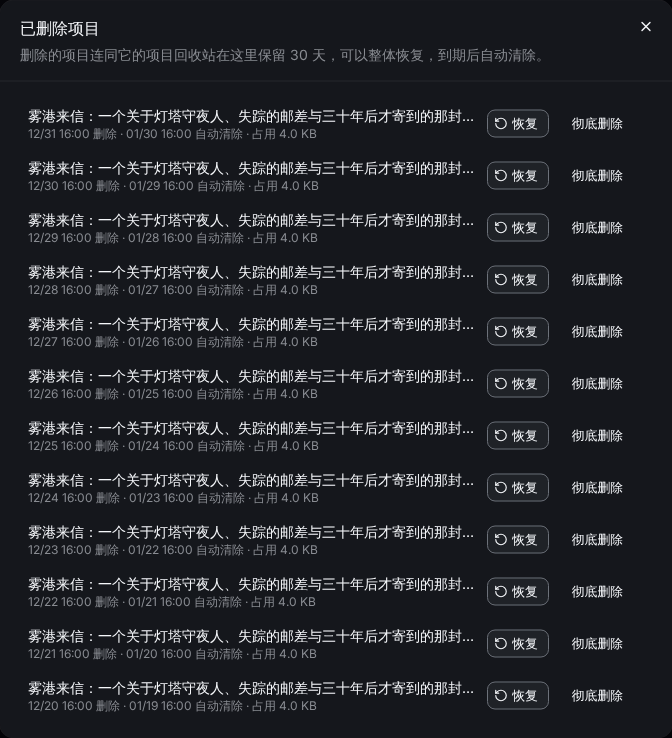 已删除项目
删除的项目连同它的项目回收站在这里保留 30 天，可以整体恢复，到期后自动清除。
雾港来信：一个关于灯塔守夜人、失踪的邮差与三十年后才寄到的那封...
12/31 16:00 删除 · 01/30 16:00 自动清除 · 占用 4.0 KB
恢复
彻底删除
雾港来信：一个关于灯塔守夜人、失踪的邮差与三十年后才寄到的那封...
12/30 16:00 删除 · 01/29 16:00 自动清除 · 占用 4.0 KB
恢复
彻底删除
雾港来信：一个关于灯塔守夜人、失踪的邮差与三十年后才寄到的那封...
12/29 16:00 删除 · 01/28 16:00 自动清除 · 占用 4.0 KB
恢复
彻底删除
雾港来信：一个关于灯塔守夜人、失踪的邮差与三十年后才寄到的那封...
12/28 16:00 删除 · 01/27 16:00 自动清除 · 占用 4.0 KB
恢复
彻底删除
雾港来信：一个关于灯塔守夜人、失踪的邮差与三十年后才寄到的那封...
12/27 16:00 删除 · 01/26 16:00 自动清除 · 占用 4.0 KB
恢复
彻底删除
雾港来信：一个关于灯塔守夜人、失踪的邮差与三十年后才寄到的那封...
12/26 16:00 删除 · 01/25 16:00 自动清除 · 占用 4.0 KB
恢复
彻底删除
雾港来信：一个关于灯塔守夜人、失踪的邮差与三十年后才寄到的那封...
12/25 16:00 删除 · 01/24 16:00 自动清除 · 占用 4.0 KB
恢复
彻底删除
雾港来信：一个关于灯塔守夜人、失踪的邮差与三十年后才寄到的那封...
12/24 16:00 删除 · 01/23 16:00 自动清除 · 占用 4.0 KB
恢复
彻底删除
雾港来信：一个关于灯塔守夜人、失踪的邮差与三十年后才寄到的那封...
12/23 16:00 删除 · 01/22 16:00 自动清除 · 占用 4.0 KB
恢复
彻底删除
雾港来信：一个关于灯塔守夜人、失踪的邮差与三十年后才寄到的那封...
12/22 16:00 删除 · 01/21 16:00 自动清除 · 占用 4.0 KB
恢复
彻底删除
雾港来信：一个关于灯塔守夜人、失踪的邮差与三十年后才寄到的那封...
12/21 16:00 删除 · 01/20 16:00 自动清除 · 占用 4.0 KB
恢复
彻底删除
雾港来信：一个关于灯塔守夜人、失踪的邮差与三十年后才寄到的那封...
12/20 16:00 删除 · 01/19 16:00 自动清除 · 占用 4.0 KB
恢复
彻底删除